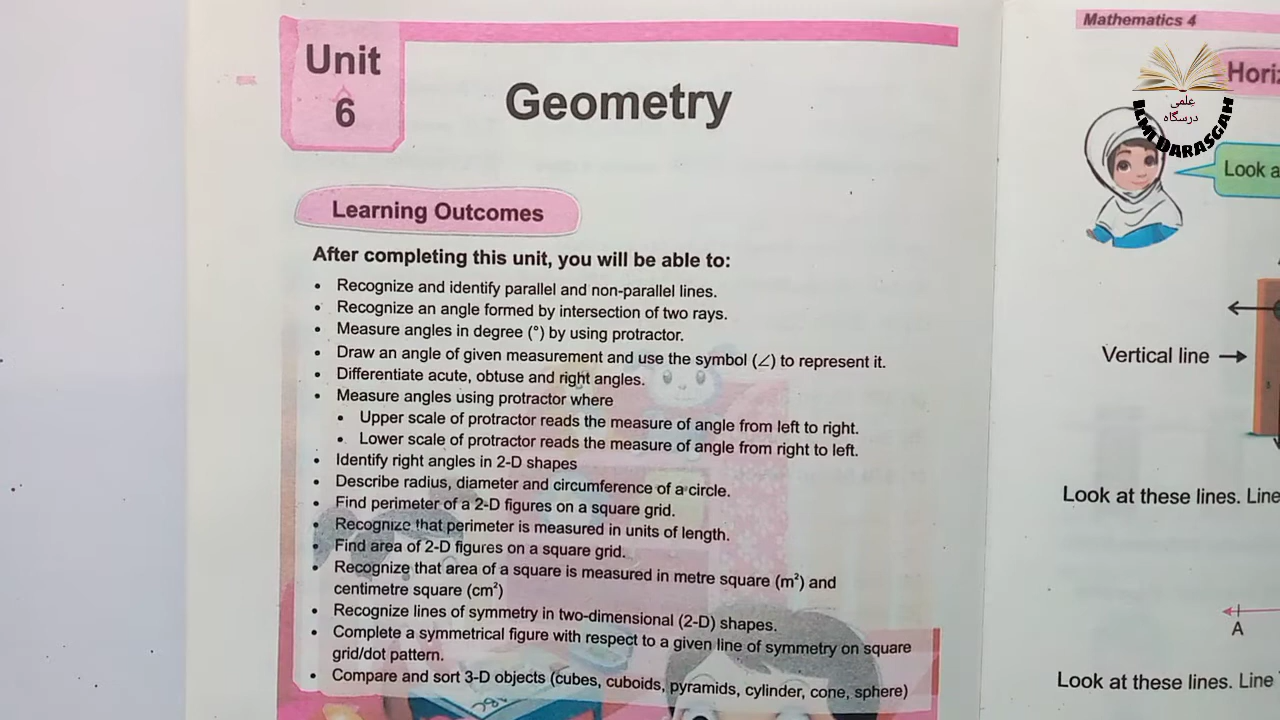 Unit
6
Geometry
Learning Outcomes
After completing this unit, you will be able to:
• Recognize and identify parallel and non-parallel lines.
• Recognize an angle formed by intersection of two rays.
• Measure angles in degree (°) by using protractor.
• Draw an angle of given measurement and use the symbol (∠) to represent it.
• Differentiate acute, obtuse and right angles.
• Measure angles using protractor where
• Upper scale of protractor reads the measure of angle from left to right.
• Lower scale of protractor reads the measure of angle from right to left.
• Identify right angles in 2-D shapes
• Describe radius, diameter and circumference of a circle.
• Find perimeter of a 2-D figures on a square grid.
• Recognize that perimeter is measured in units of length.
• Find area of 2-D figures on a square grid.
• Recognize that area of a square is measured in metre square (m²) and
centimetre square (cm²)
• Recognize lines of symmetry in two-dimensional (2-D) shapes.
• Complete a symmetrical figure with respect to a given line of symmetry on square
grid/dot pattern.
• Compare and sort 3-D objects (cubes, cuboids, pyramids, cylinder, cone, sphere)
Mathematics 4
علمی
درسگاہ
ILMI DARASGAH
Look
Vertical line
Look at these lines. Line
A
Look at these lines. Line